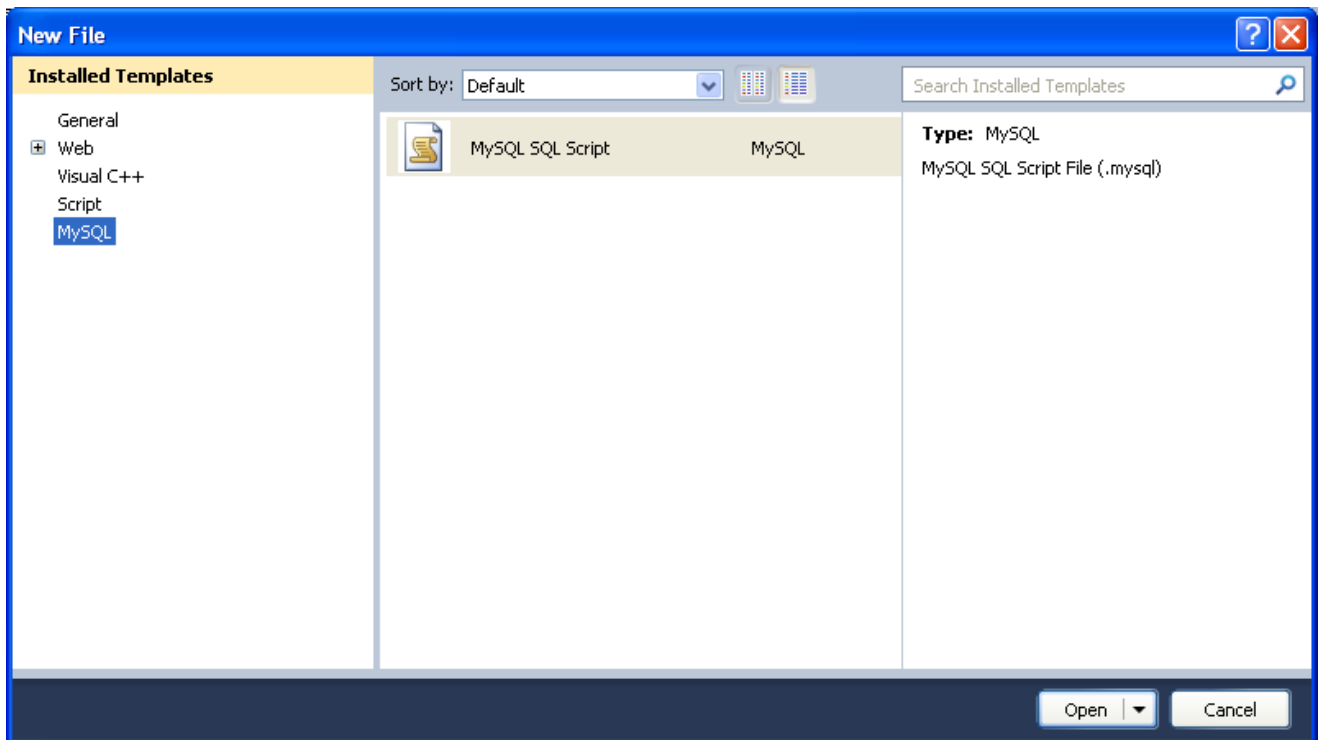 New File
Installed Templates
General
Web
Visual C++
Script
MySQL
Sort by: Default
MySQL SQL Script MySQL
Search Installed Templates
Type: MySQL
MySQL SQL Script File (.mysql)
Open Cancel